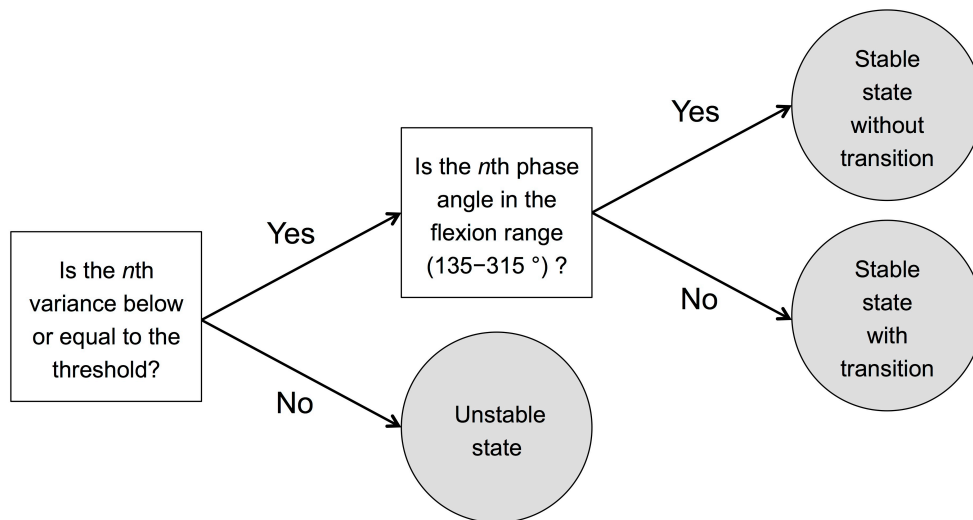 Is the nth
variance below
or equal to the
threshold?
Yes
No
Is the nth phase
angle in the
flexion range
(135−315 °) ?
Unstable
state
Yes
No
Stable
state
without
transition
Stable
state
with
transition